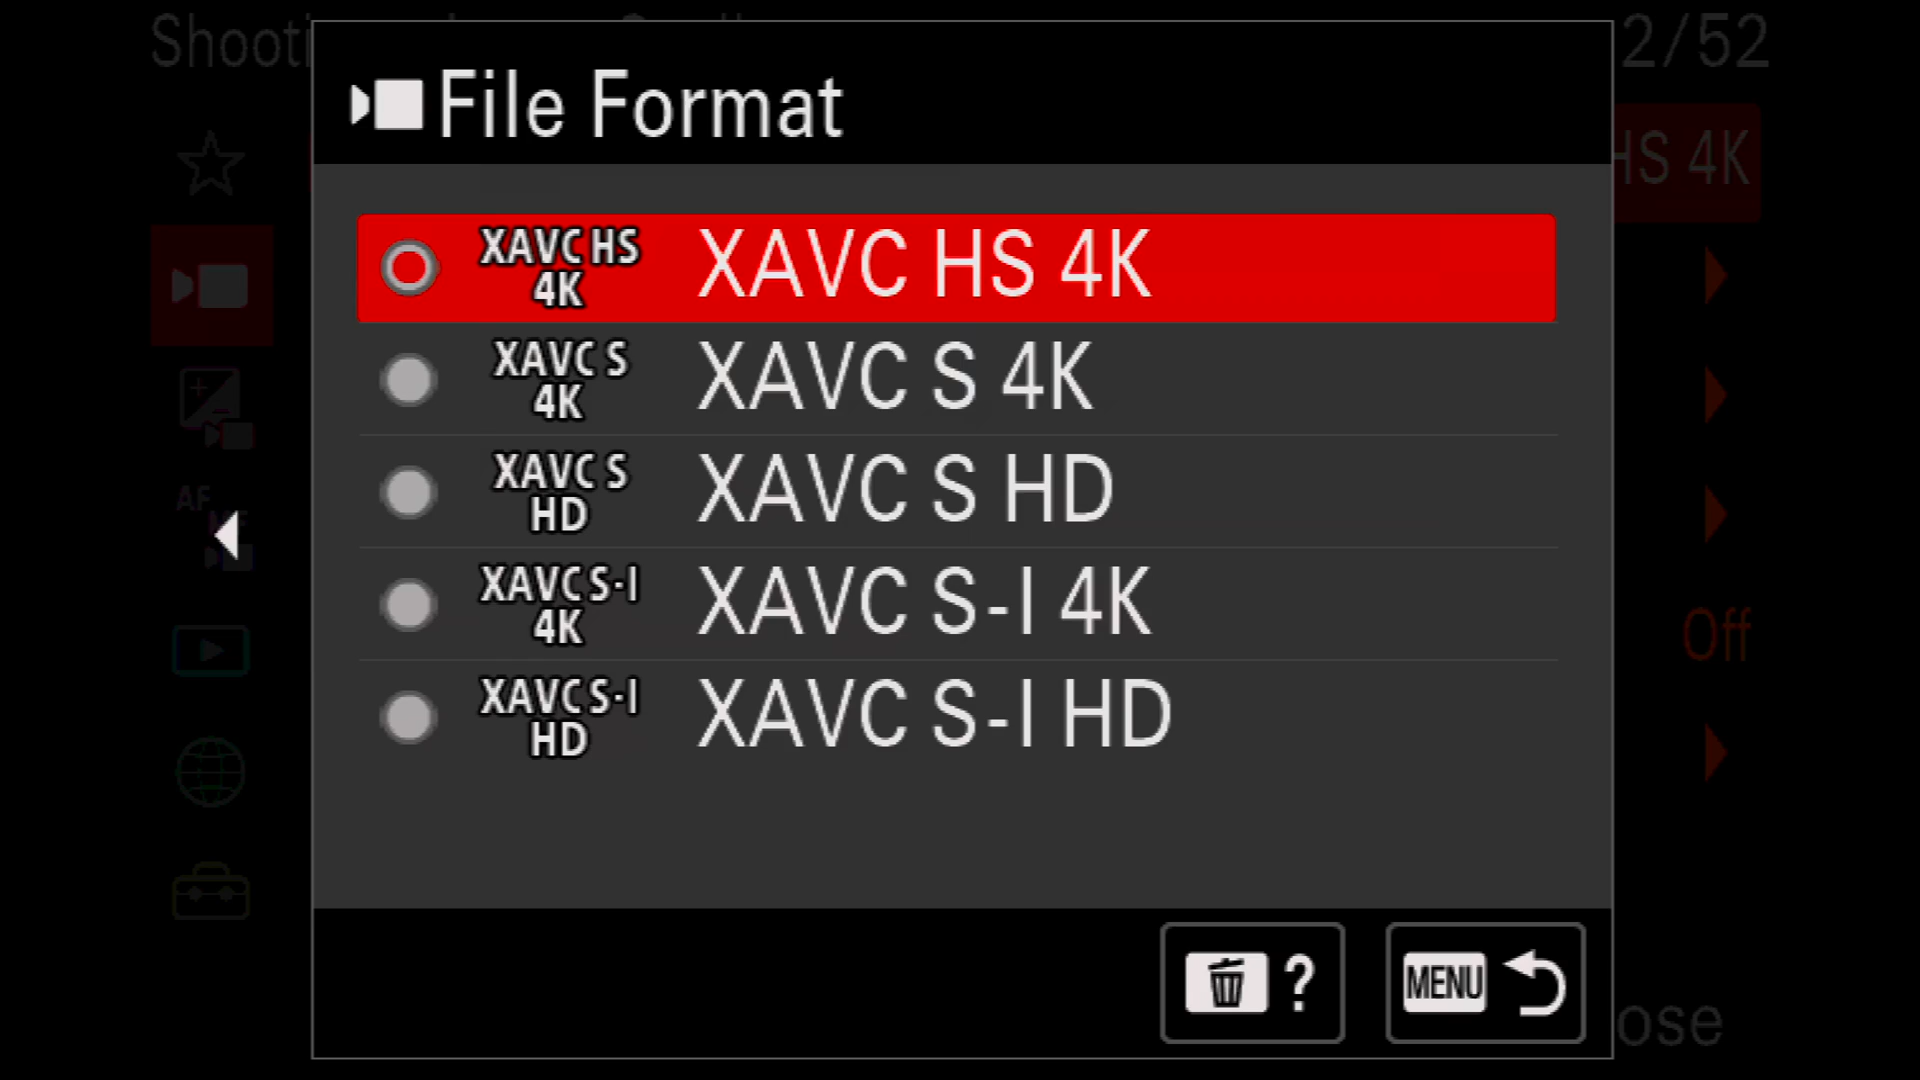 Shooti
2/52
File Format
HS 4K
XAVC HS
4K
XAVC HS 4K
XAVC S
4K
XAVC S 4K
AF
XAVC S
HD
XAVC S HD
XAVC S-I
4K
XAVC S-I 4K
Off
XAVC S-I
HD
XAVC S-I HD
?
MENU
ose